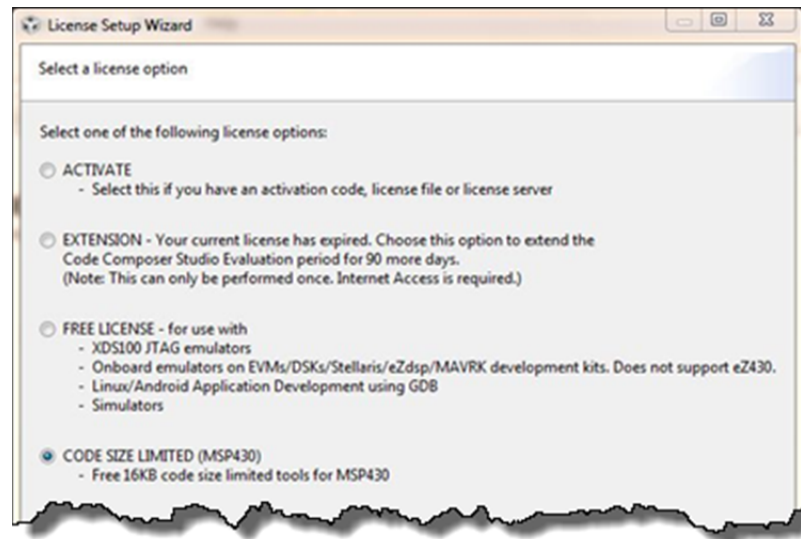 License Setup Wizard
Select a license option
Select one of the following license options:
ACTIVATE
- Select this if you have an activation code, license file or license server
EXTENSION - Your current license has expired. Choose this option to extend the
Code Composer Studio Evaluation period for 90 more days.
(Note: This can only be performed once. Internet Access is required.)
FREE LICENSE - for use with
- XDS100 JTAG emulators
- Onboard emulators on EVMs/DSKs/Stellaris/eZdsp/MAVRK development kits. Does not support eZ430.
- Linux/Android Application Development using GDB
- Simulators
CODE SIZE LIMITED (MSP430)
- Free 16KB code size limited tools for MSP430